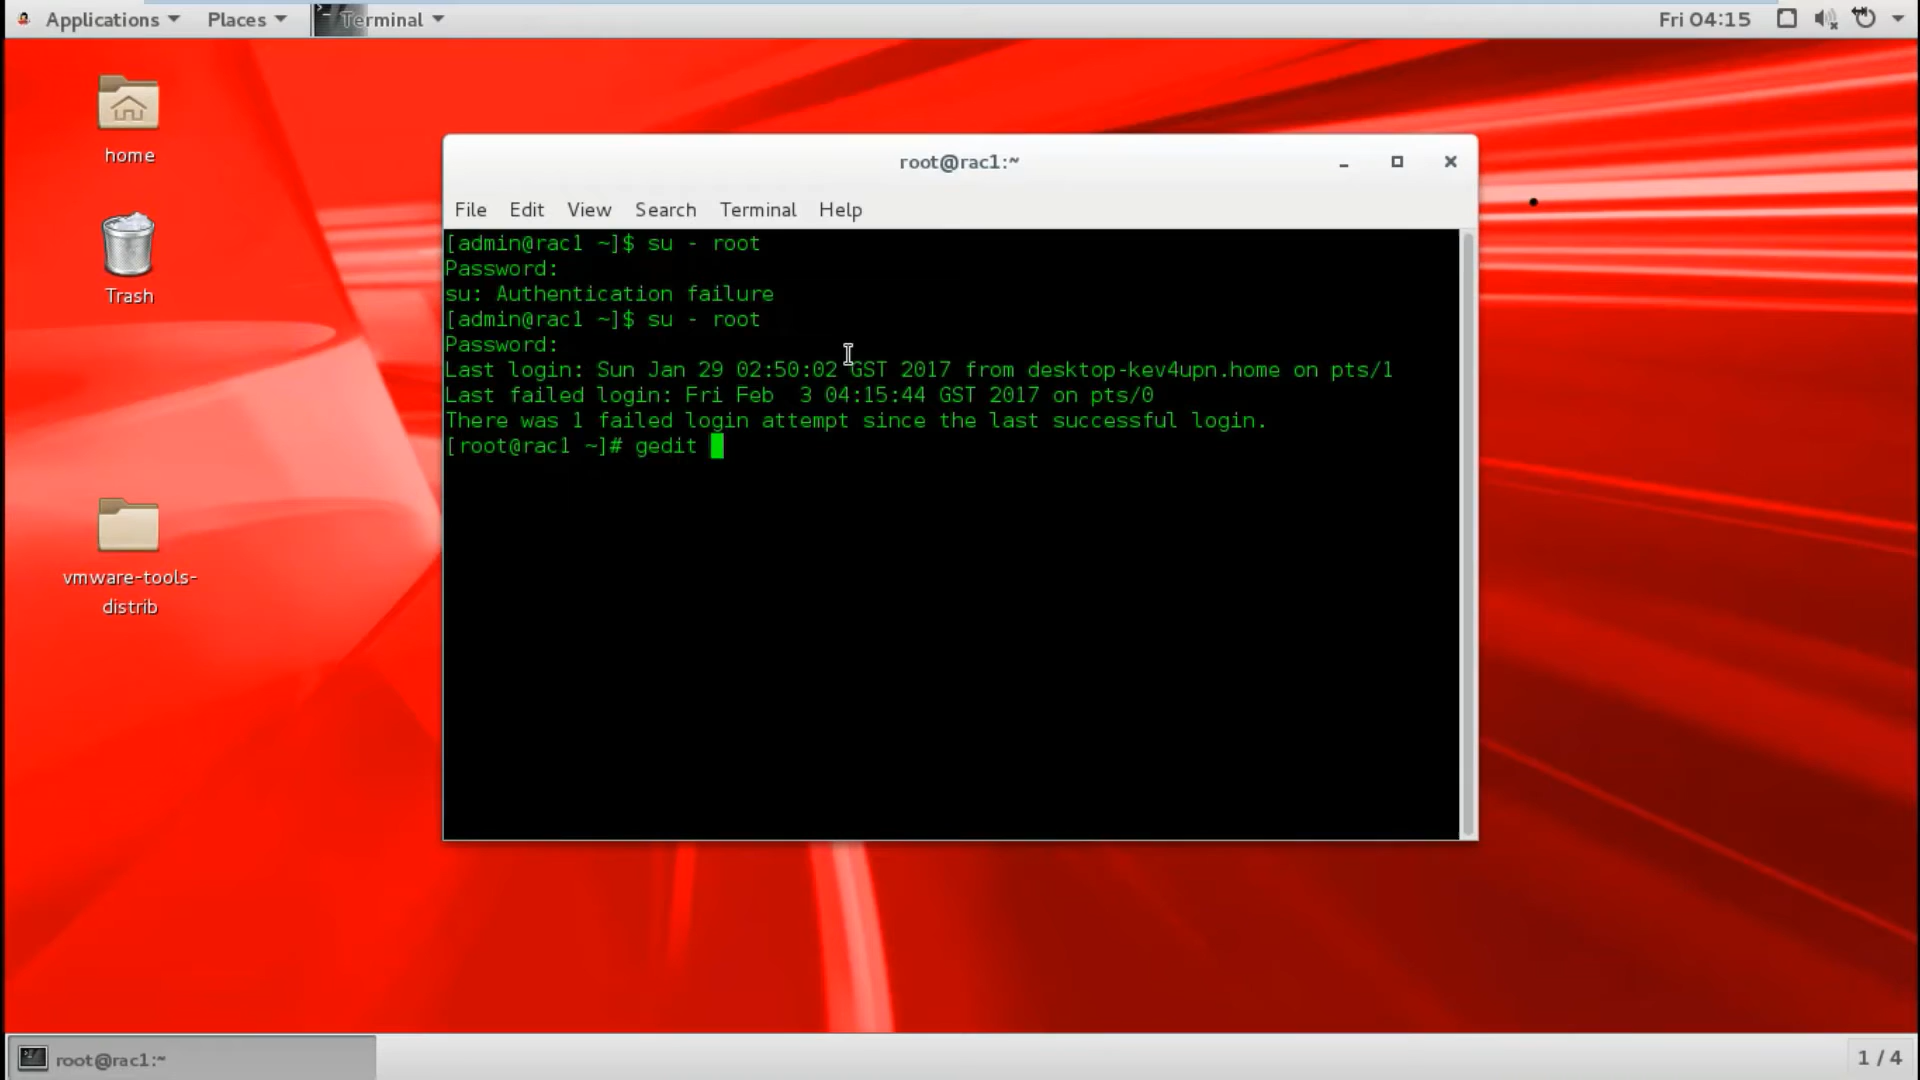 Applications Places Terminal Fri 04:15
home
Trash
vmware-tools-
distrib
root@rac1:~
File Edit View Search Terminal Help
[admin@rac1 ~]$ su - root
Password:
su: Authentication failure
[admin@rac1 ~]$ su - root
Password:
Last login: Sun Jan 29 02:50:02 GST 2017 from desktop-kev4upn.home on pts/1
Last failed login: Fri Feb  3 04:15:44 GST 2017 on pts/0
There was 1 failed login attempt since the last successful login.
[root@rac1 ~]# gedit
root@rac1:~
1 / 4